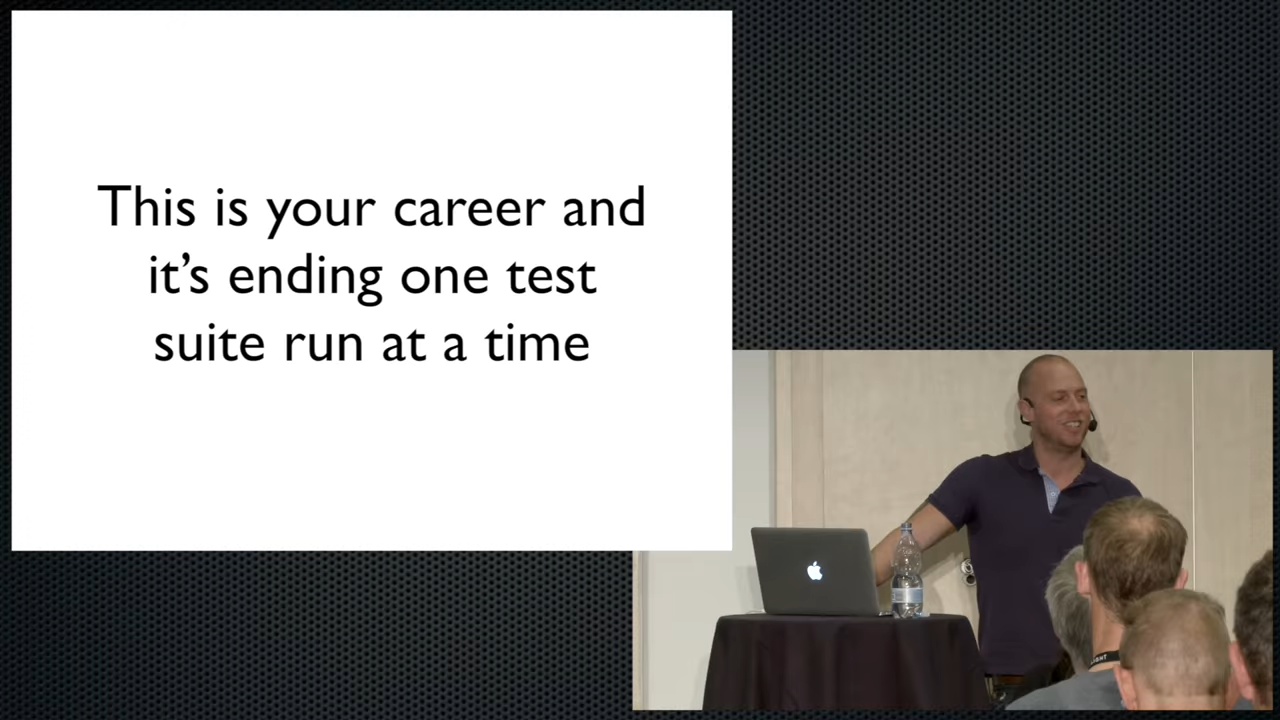 This is your career and
it’s ending one test
suite run at a time